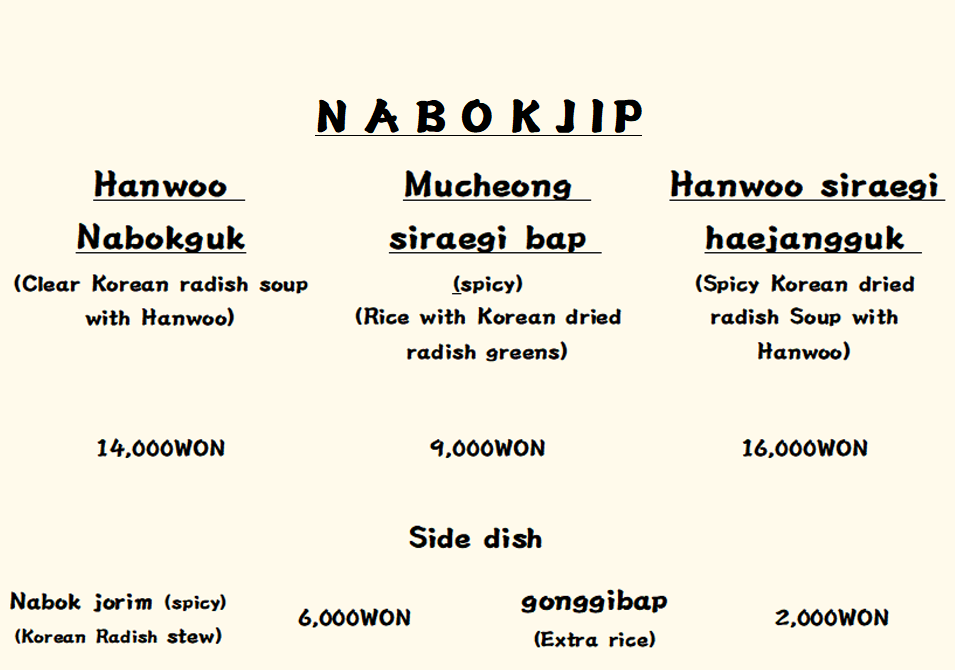 NABOKJIP
Hanwoo
Nabokguk
(Clear Korean radish soup
with Hanwoo)
14,000WON
Mucheong
siraegi bap
(spicy)
(Rice with Korean dried
radish greens)
9,000WON
Hanwoo siraegi
haejangguk
(Spicy Korean dried
radish Soup with
Hanwoo)
16,000WON
Side dish
Nabok jorim (spicy)
(Korean Radish stew)
6,000WON
gonggibap
(Extra rice)
2,000WON